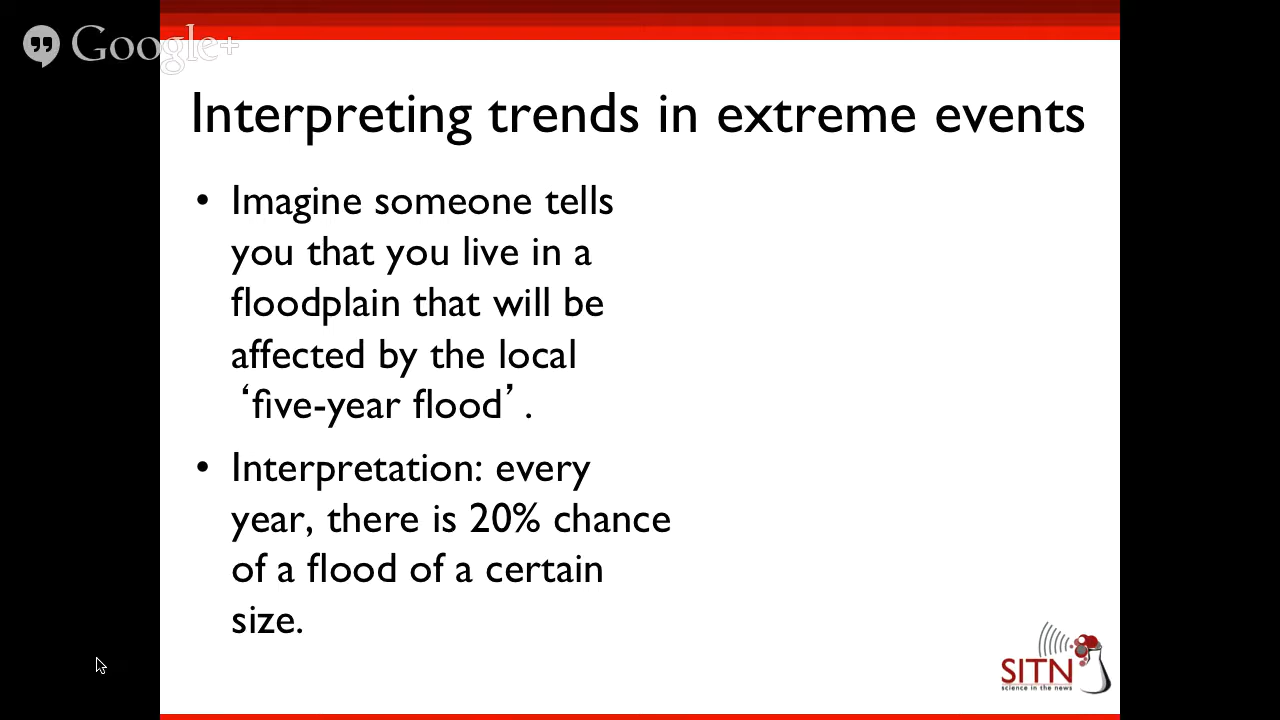 Google+
Interpreting trends in extreme events
• Imagine someone tells
you that you live in a
floodplain that will be
affected by the local
‘five-year flood’.
• Interpretation: every
year, there is 20% chance
of a flood of a certain
size.
SITN
science in the news